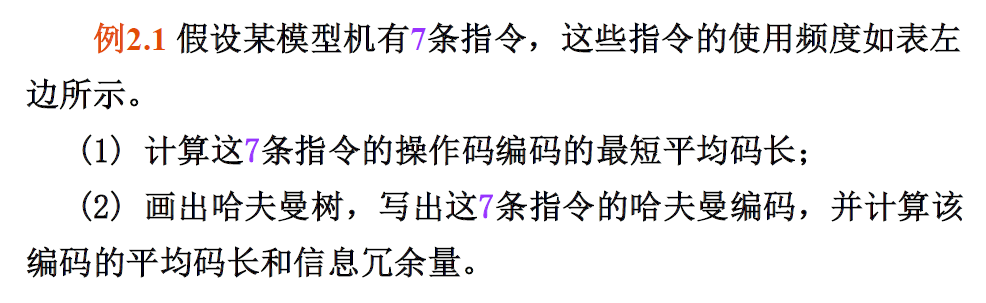 例2.1 假设某模型机有7条指令，这些指令的使用频度如表左
边所示。
(1) 计算这7条指令的操作码编码的最短平均码长；
(2) 画出哈夫曼树，写出这7条指令的哈夫曼编码，并计算该
编码的平均码长和信息冗余量。